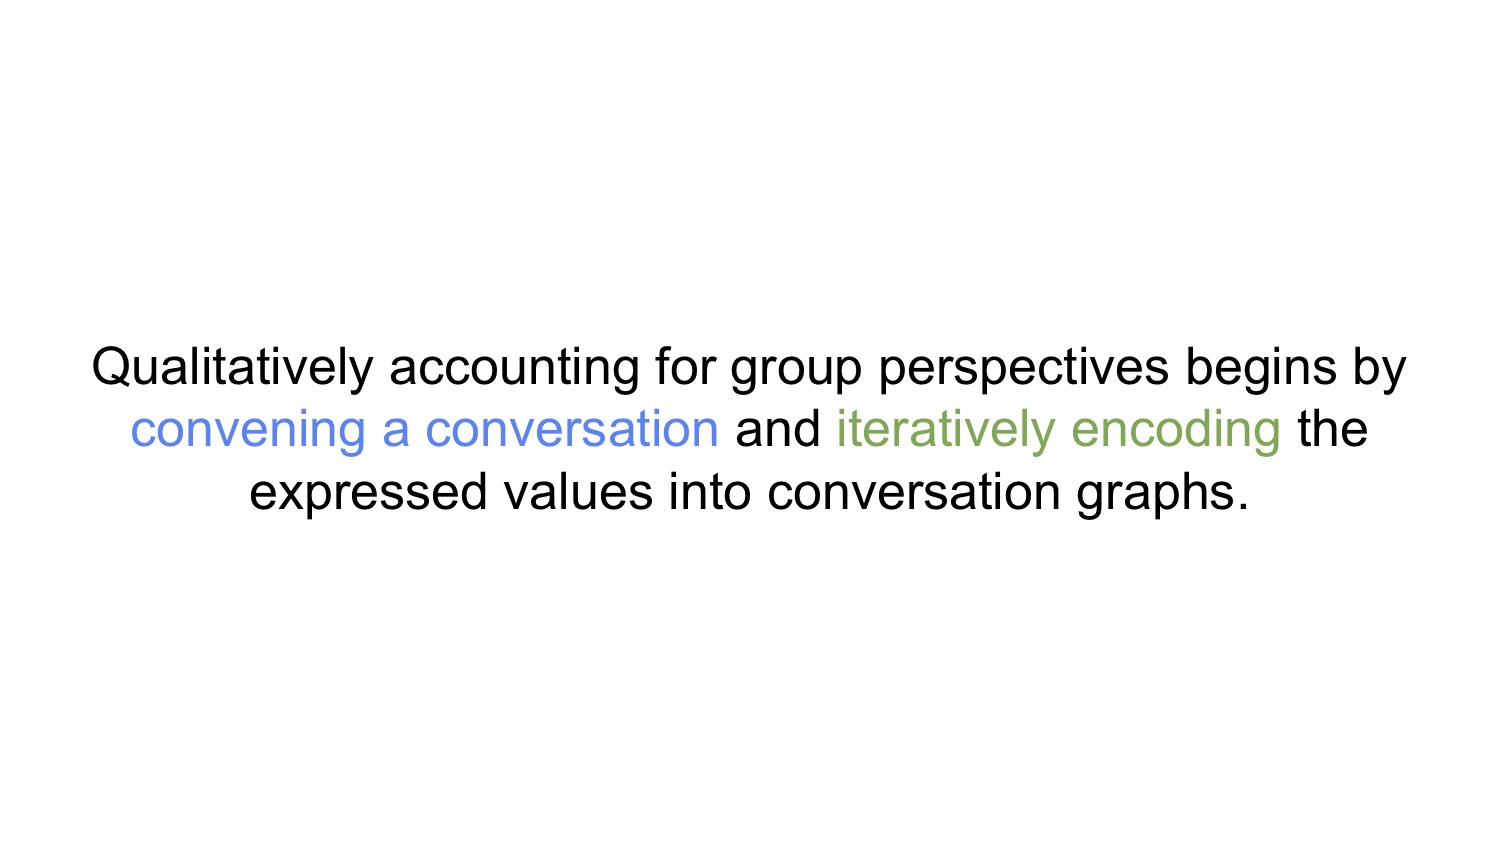 Qualitatively accounting for group perspectives begins by
convening a conversation and iteratively encoding the
expressed values into conversation graphs.